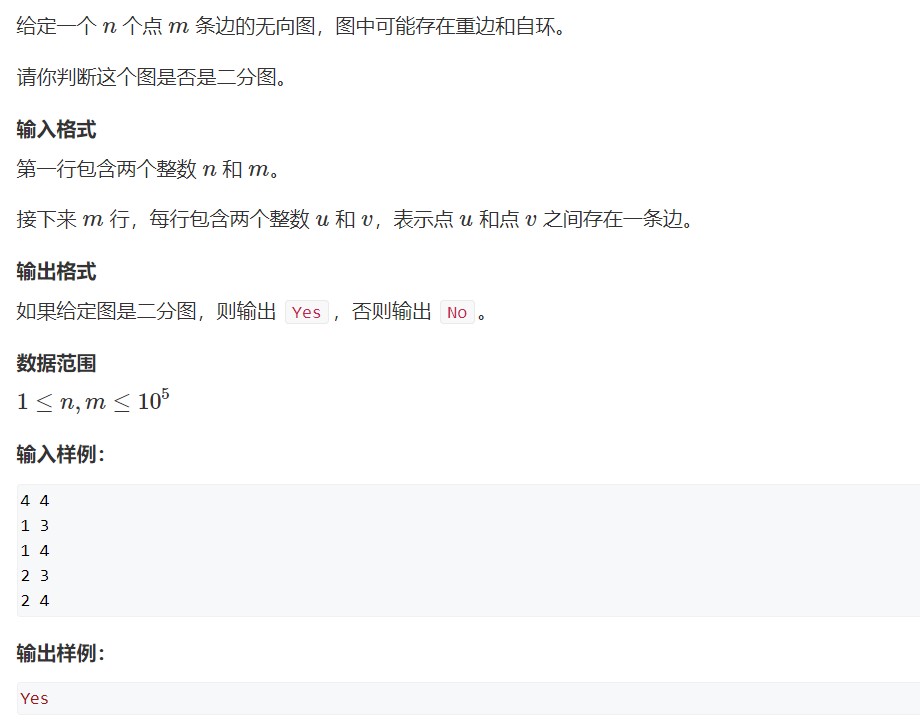 给定一个 n 个点 m 条边的无向图，图中可能存在重边和自环。
请你判断这个图是否是二分图。
输入格式
第一行包含两个整数 n 和 m。
接下来 m 行，每行包含两个整数 u 和 v，表示点 u 和点 v 之间存在一条边。
输出格式
如果给定图是二分图，则输出 Yes ，否则输出 No 。
数据范围
1 ≤ n, m ≤ 10⁵
输入样例：
4 4
1 3
1 4
2 3
2 4
输出样例：
Yes